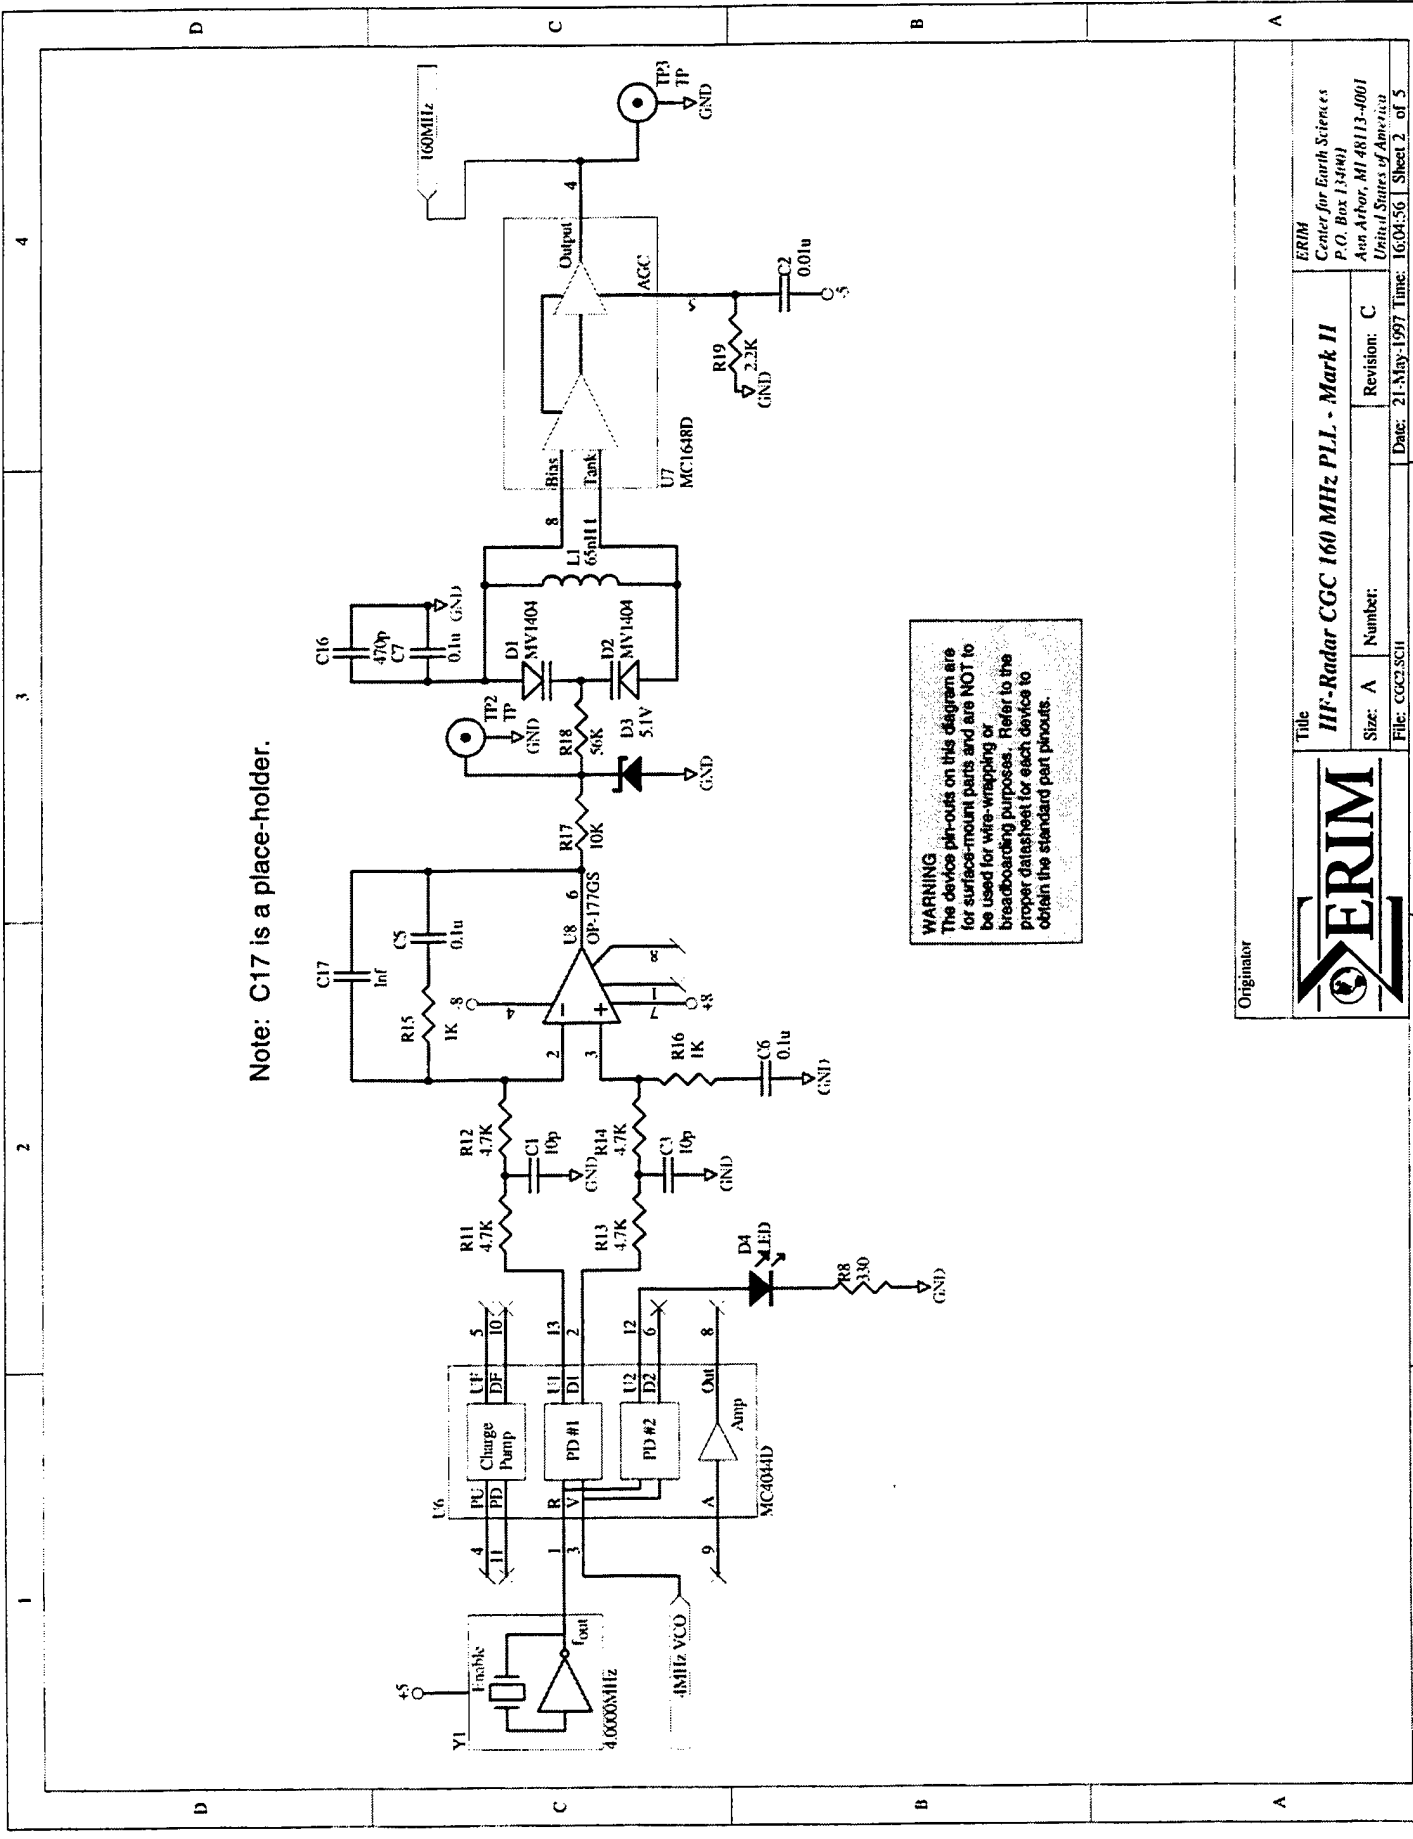 1
2
3
4
D
C
B
A
D
C
B
A
Note: C17 is a place-holder.
Y1
+5
Enable
fout
4.0000MHz
4MHz VCO
U6
4
11
PU
PD
Charge
Pump
UF
DF
5
10
1
3
R
V
PD #1
U1
D1
13
2
PD #2
U2
D2
12
6
9
A
Amp
Out
8
MC4044D
D4
LED
R8
330
GND
R11
4.7K
R12
4.7K
C1
10p
GND
R13
4.7K
R14
4.7K
C3
10p
GND
R16
1K
C6
0.1u
GND
C17
1nf
R15
1K
C5
0.1u
-8
4
2
3
6
7
1
8
+8
U8
OP-177GS
R17
10K
TP2
TP
GND
R18
56K
D3
5.1V
GND
C16
470p
C7
0.1u
GND
D1
MV1404
D2
MV1404
L1
65nH
8
Bias
Tank
U7
MC1648D
Output
AGC
4
5
R19
2.2K
GND
C2
0.01u
-5
160MHz
TP3
TP
GND
WARNING
The device pin-outs on this diagram are
for surface-mount parts and are NOT to
be used for wire-wrapping or
breadboarding purposes. Refer to the
proper datasheet for each device to
obtain the standard part pinouts.
Originator
ERIM
Title
HF-Radar CGC 160 MHz PLL - Mark II
Size: A
Number:
Revision: C
File: CGC2.SCH
Date: 21-May-1997
Time: 16:04:56
Sheet 2 of 5
ERIM
Center for Earth Sciences
P.O. Box 134001
Ann Arbor, MI 48113-4001
United States of America